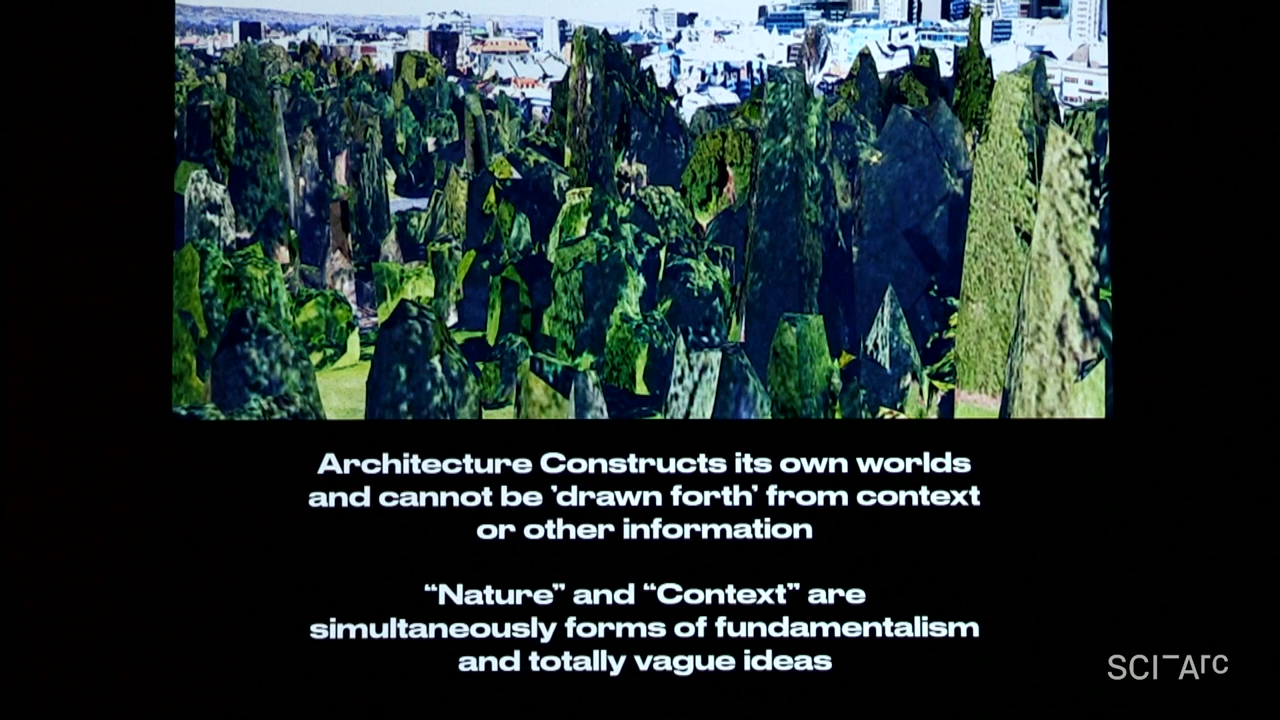 Architecture Constructs its own worlds
and cannot be 'drawn forth' from context
or other information
“Nature” and “Context” are
simultaneously forms of fundamentalism
and totally vague ideas
SCI-Arc